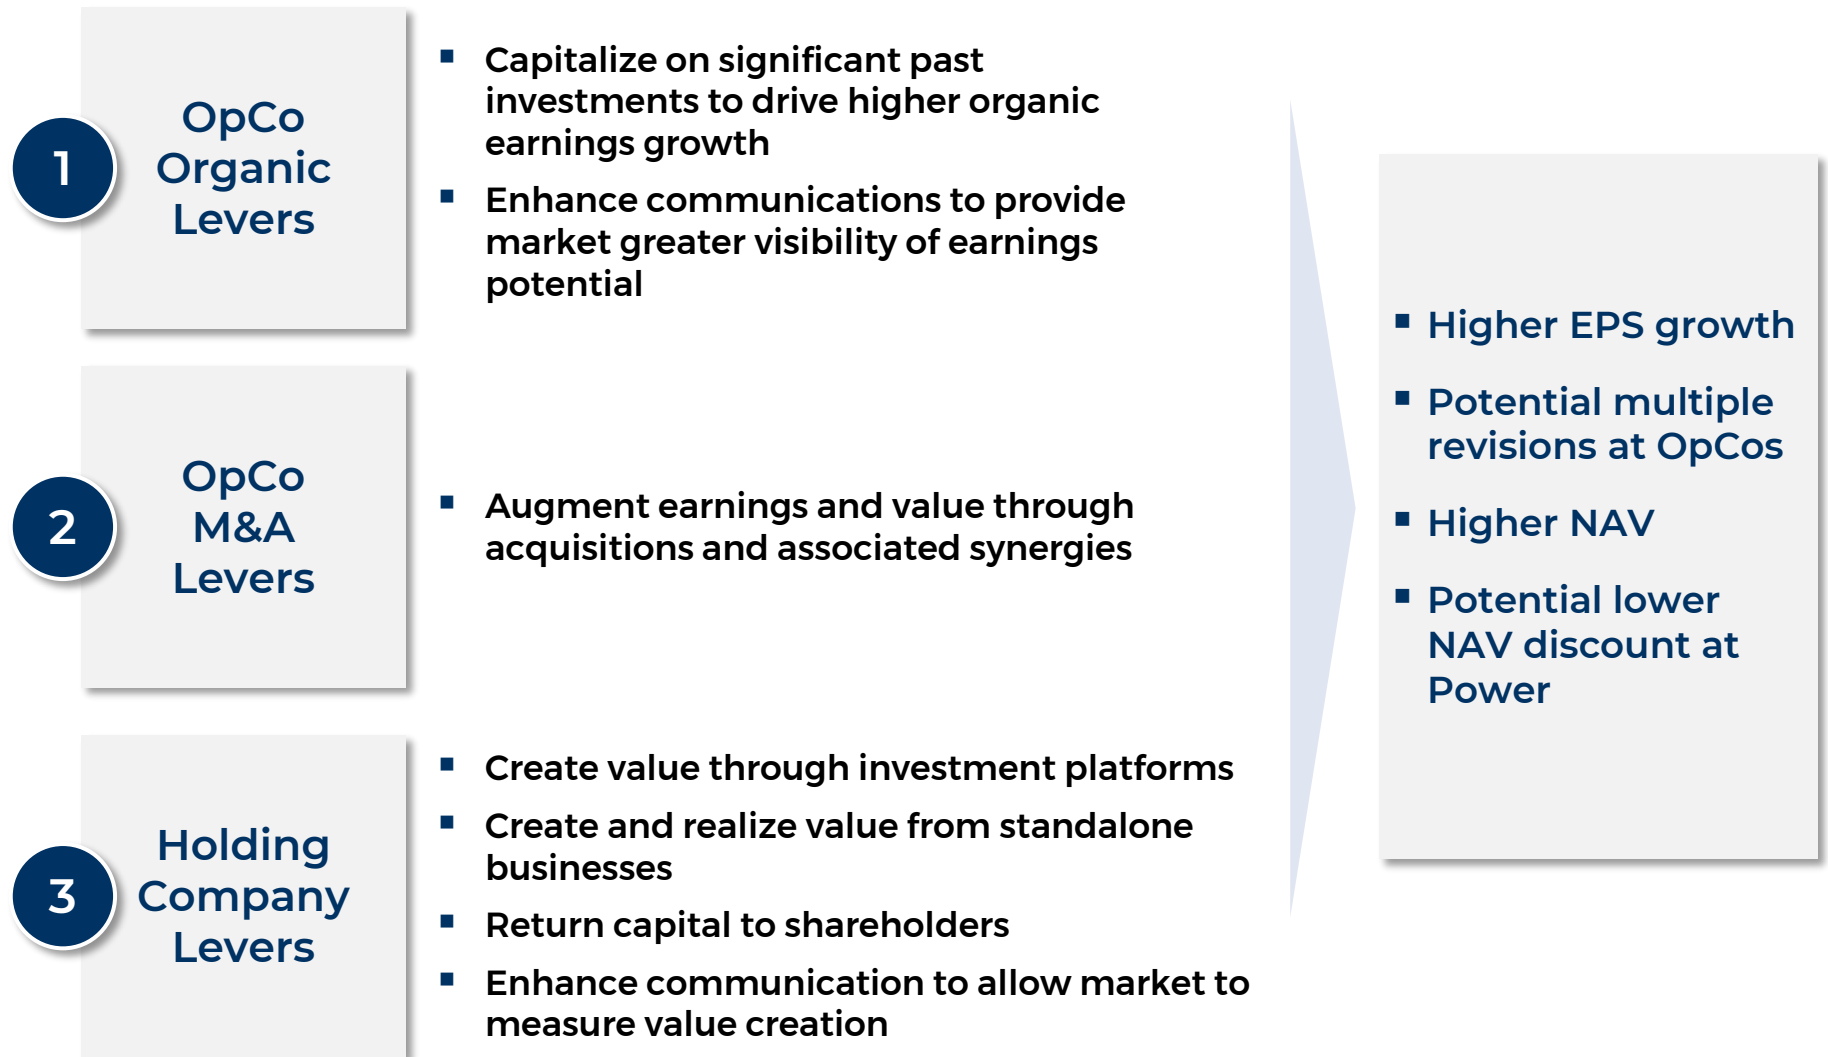 1
OpCo
Organic
Levers
▪ Capitalize on significant past
investments to drive higher organic
earnings growth
▪ Enhance communications to provide
market greater visibility of earnings
potential
2
OpCo
M&A
Levers
▪ Augment earnings and value through
acquisitions and associated synergies
3
Holding
Company
Levers
▪ Create value through investment platforms
▪ Create and realize value from standalone
businesses
▪ Return capital to shareholders
▪ Enhance communication to allow market to
measure value creation
▪ Higher EPS growth
▪ Potential multiple
revisions at OpCos
▪ Higher NAV
▪ Potential lower
NAV discount at
Power